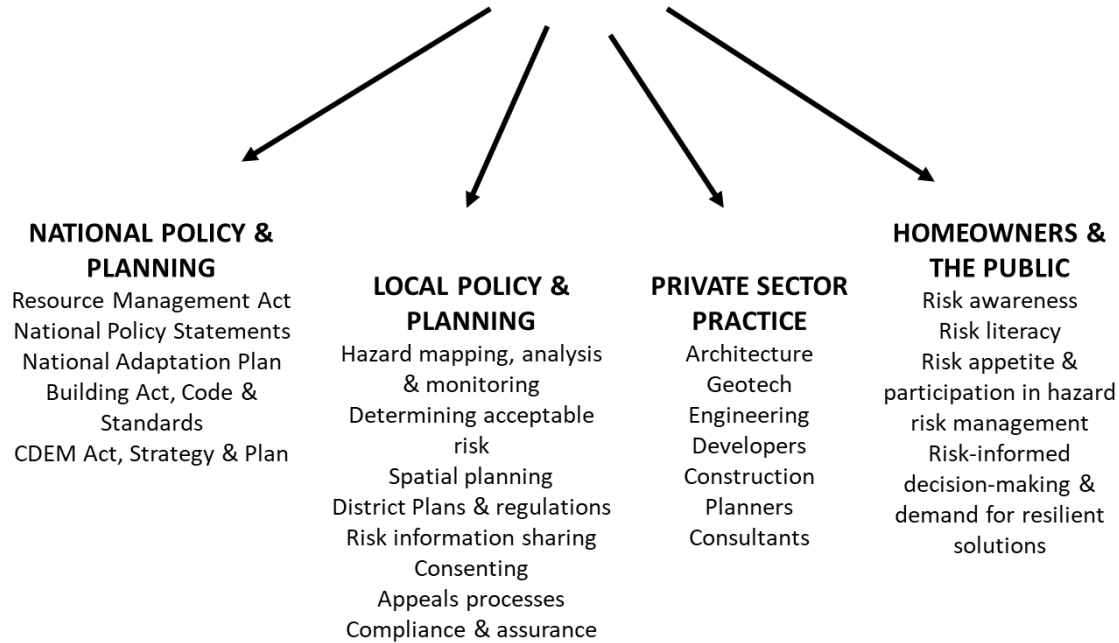 NATIONAL POLICY &
PLANNING
Resource Management Act
National Policy Statements
National Adaptation Plan
Building Act, Code &
Standards
CDEM Act, Strategy & Plan
LOCAL POLICY &
PLANNING
Hazard mapping, analysis
& monitoring
Determining acceptable
risk
Spatial planning
District Plans & regulations
Risk information sharing
Consenting
Appeals processes
Compliance & assurance
PRIVATE SECTOR
PRACTICE
Architecture
Geotech
Engineering
Developers
Construction
Planners
Consultants
HOMEOWNERS &
THE PUBLIC
Risk awareness
Risk literacy
Risk appetite &
participation in hazard
risk management
Risk-informed
decision-making &
demand for resilient
solutions